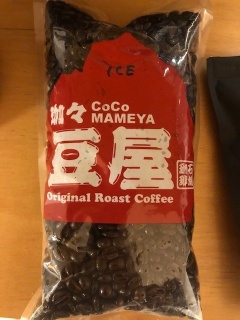 ICE
珈々 CoCo
MAMEYA
豆屋
Original Roast Coffee